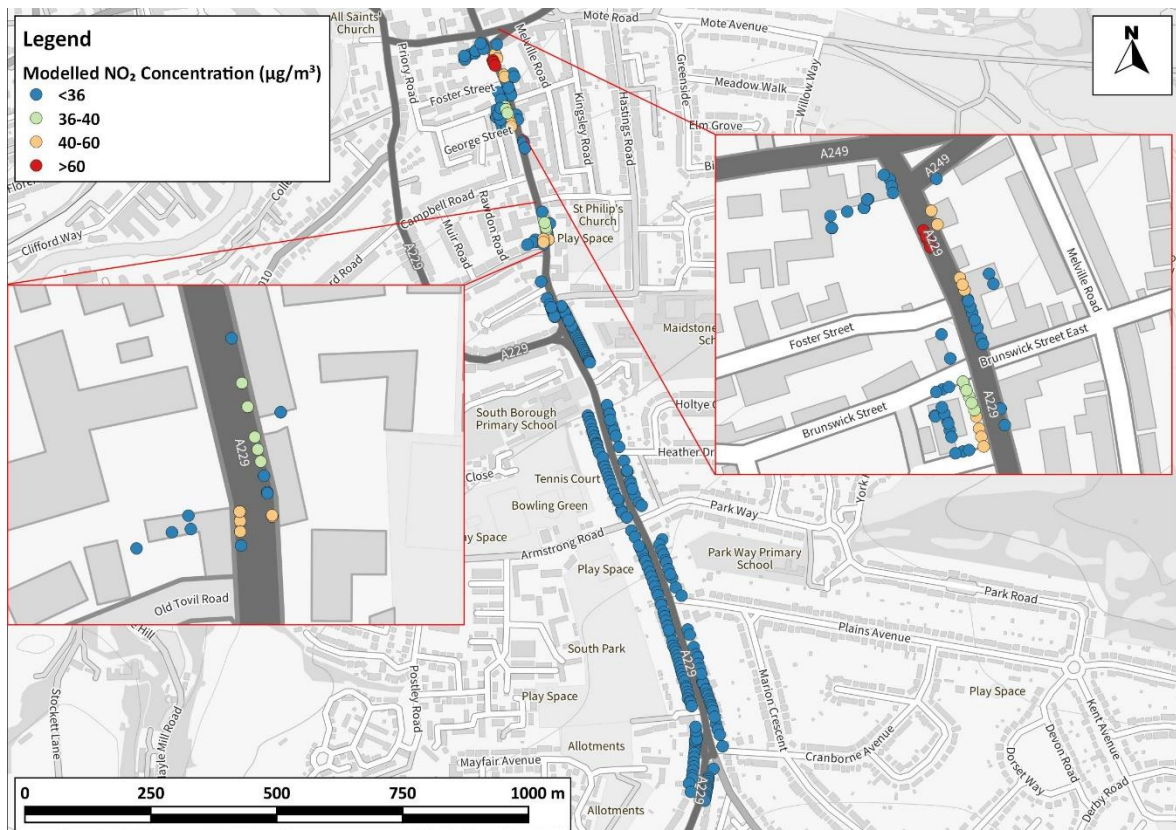 Legend
Modelled NO₂ Concentration (µg/m³)
<36
36-40
40-60
>60
All Saints'
Church
Mote Road
Mote Avenue
N
Priory Road
Melville Road
Greenside
Willow Way
Meadow Walk
Foster Street
Kingsley Road
Hastings Road
Elm Grove
George Street
Clifford Way
Campbell Road
Rawdon Road
Muir Road
A229
St Philip's
Church
Play Space
A249
A249
A229
Melville Road
Foster Street
Brunswick Street East
Brunswick Street
A229
A229
Old Tovil Road
A229
Maidstone
South Borough
Primary School
Close
Tennis Court
Bowling Green
Armstrong Road
Play Space
Park Way
Park Way Primary
School
Park Road
Plains Avenue
South Park
A229
Play Space
Marion Crescent
Play Space
Postley Road
Stockett Lane
Mill Road
Allotments
Cranborne Avenue
Mayfair Avenue
Devon Road
Kent Avenue
Dorset Way
Derby Road
A229
Allotments
0 250 500 750 1000 m